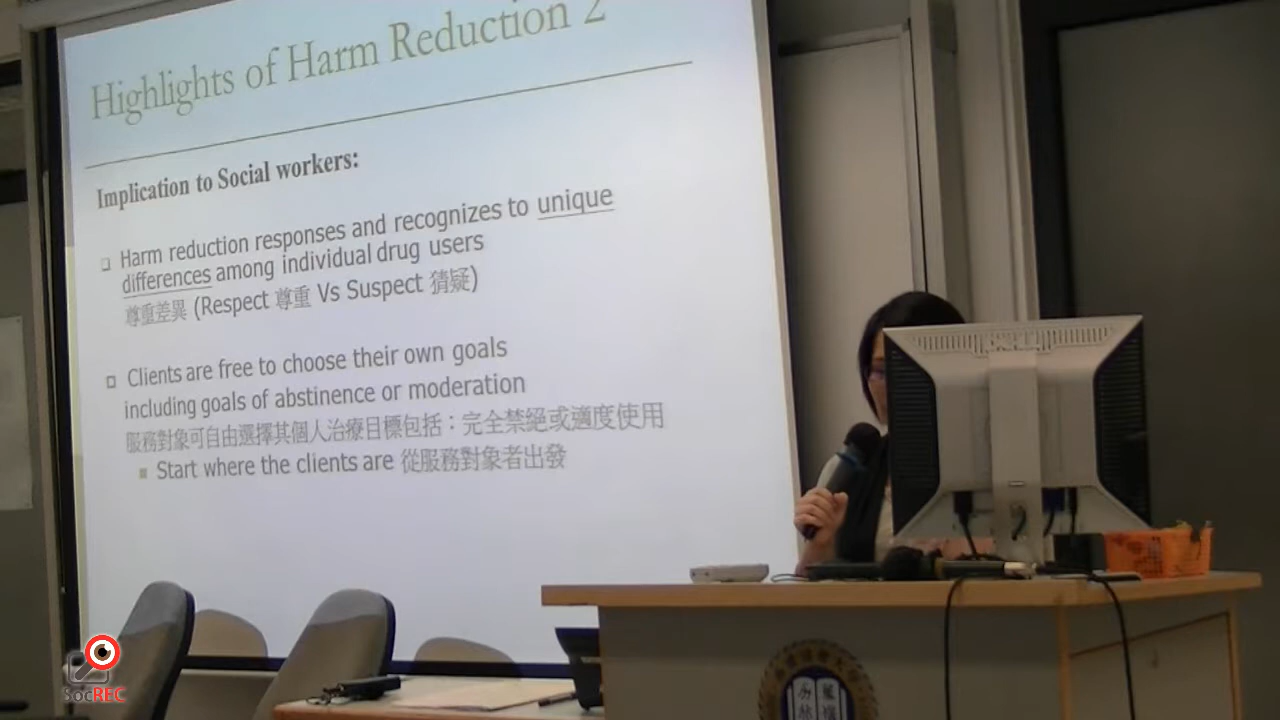 Highlights of Harm Reduction 2
Implication to Social workers:
Harm reduction responses and recognizes to unique
differences among individual drug users
尊重差異 (Respect 尊重 Vs Suspect 猜疑)
Clients are free to choose their own goals
including goals of abstinence or moderation
服務對象可自由選擇其個人治療目標包括：完全禁絕或適度使用
Start where the clients are 從服務對象者出發
SocREC